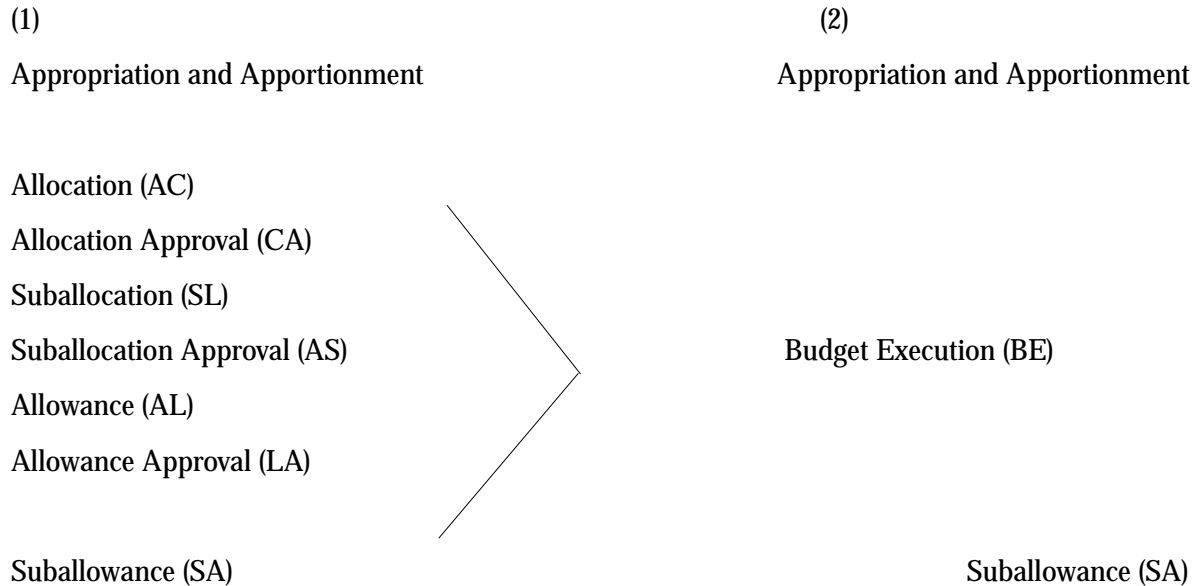 (1) (2)
Appropriation and Apportionment Appropriation and Apportionment
Allocation (AC)
Allocation Approval (CA)
Suballocation (SL)
Suballocation Approval (AS) Budget Execution (BE)
Allowance (AL)
Allowance Approval (LA)
Suballowance (SA) Suballowance (SA)